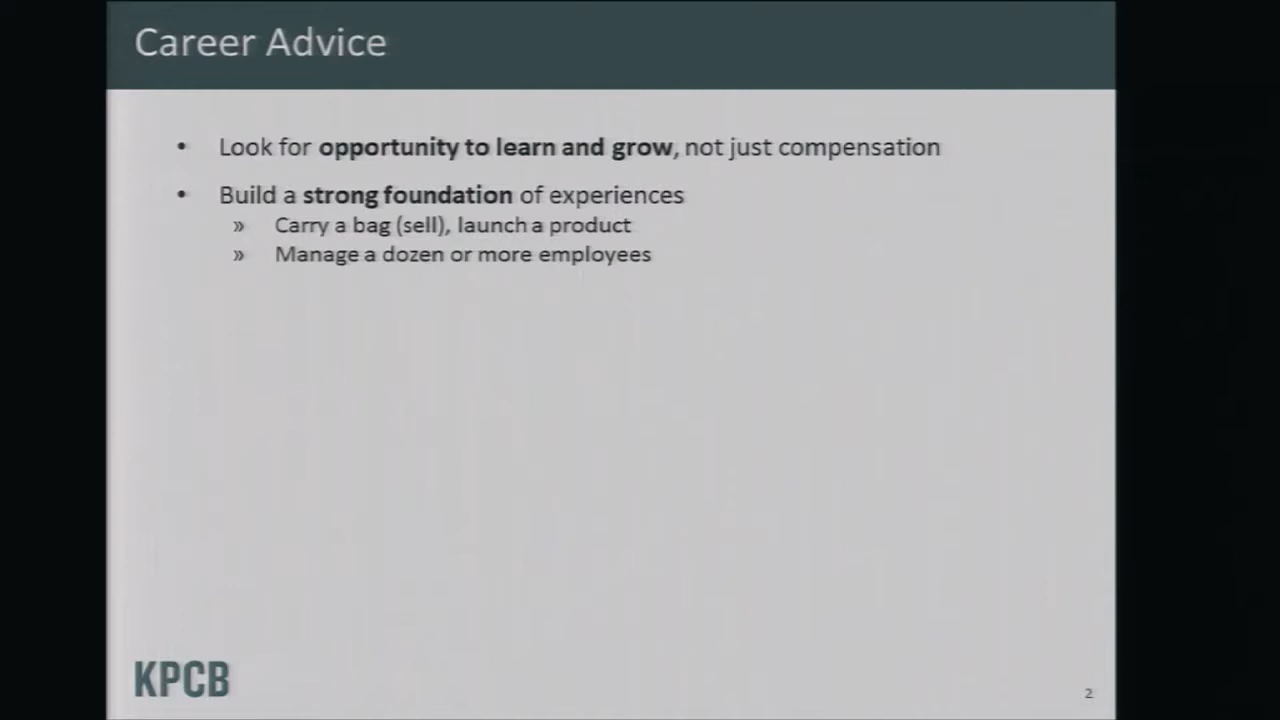 Career Advice
• Look for opportunity to learn and grow, not just compensation
• Build a strong foundation of experiences
» Carry a bag (sell), launch a product
» Manage a dozen or more employees
KPCB
2